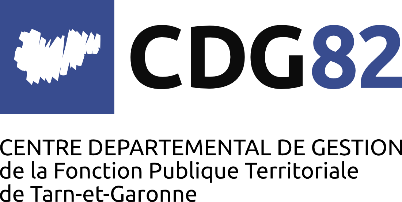 CDG82
CENTRE DEPARTEMENTAL DE GESTION
de la Fonction Publique Territoriale
de Tarn-et-Garonne